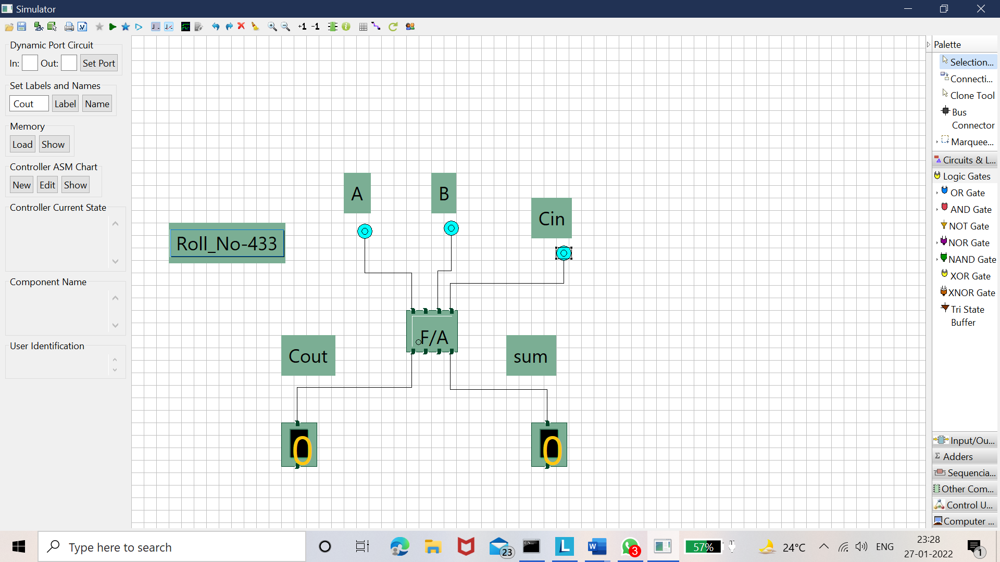 Simulator
+1 -1
Dynamic Port Circuit
In: Out: Set Port
Set Labels and Names
Cout Label Name
Memory
Load Show
Controller ASM Chart
New Edit Show
Controller Current State
Component Name
User Identification
A
B
Cin
Roll_No-433
F/A
Cout
sum
0
0
Palette
Selection...
Connecti...
Clone Tool
Bus
Connector
Marquee...
Circuits & L...
Logic Gates
OR Gate
AND Gate
NOT Gate
NOR Gate
NAND Gate
XOR Gate
XNOR Gate
Tri State
Buffer
Input/Ou...
Adders
Sequencia...
Other Com...
Control U...
Computer ...
Type here to search
23
L
W
3
57%
24°C
ENG
23:28
27-01-2022
1